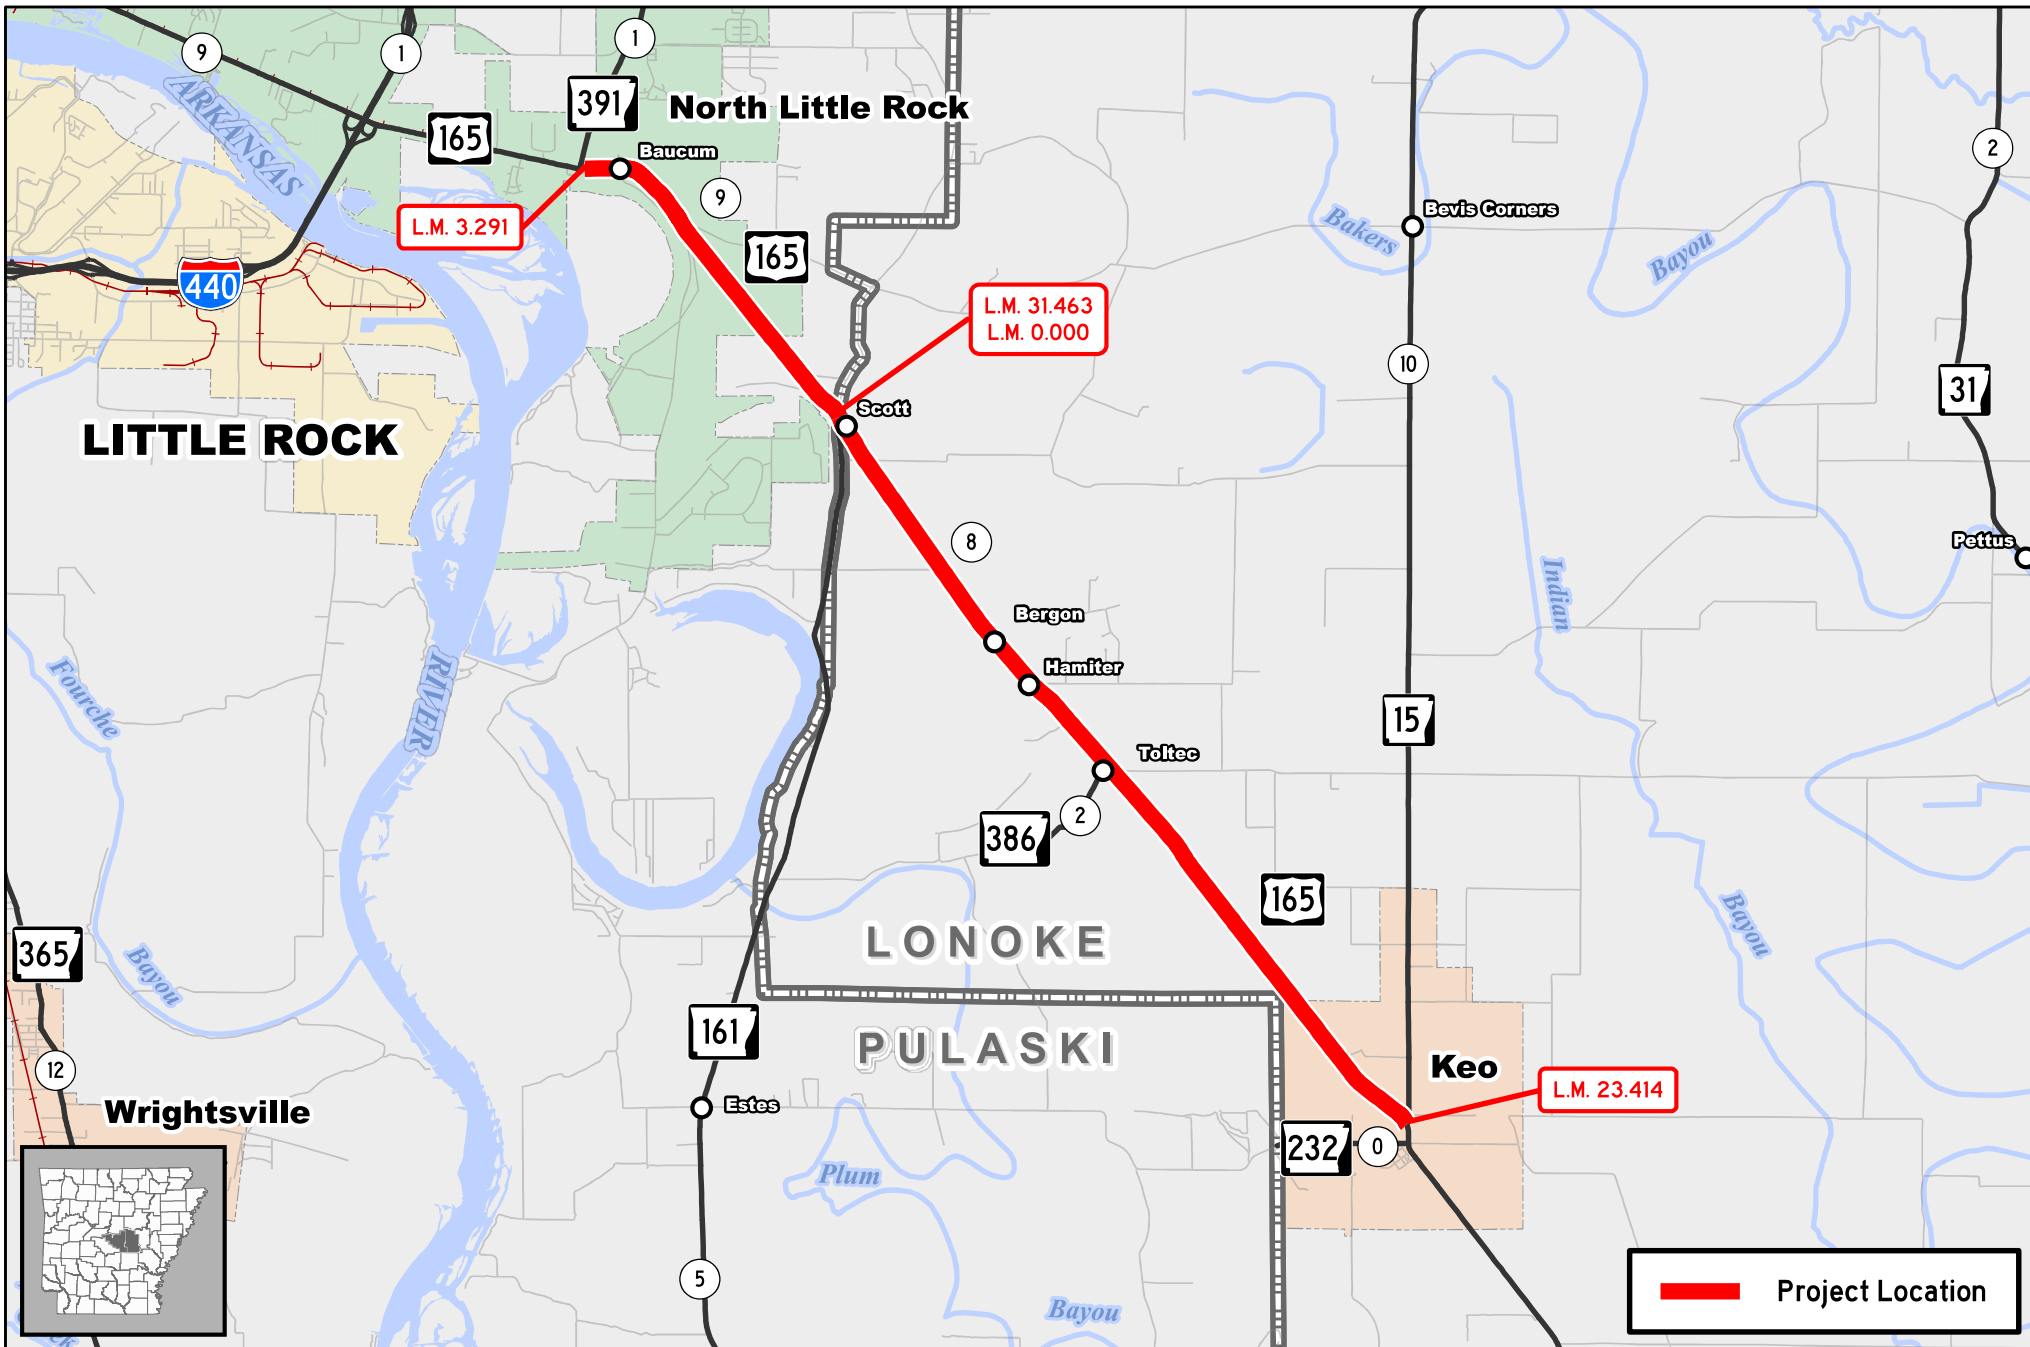 9
1
1
391
North Little Rock
ARKANSAS
165
Baucum
2
9
L.M. 3.291
Bakers
Bevis Corners
Bayou
165
440
L.M. 31.463
L.M. 0.000
10
31
Scott
LITTLE ROCK
8
Pettus
Indian
Bergon
Fourche
RIVER
Hamiter
15
Toltec
386
2
165
Bayou
LONOKE
365
Bayou
161
PULASKI
12
Keo
L.M. 23.414
Wrightsville
Estes
232
0
Plum
5
Bayou
Project Location